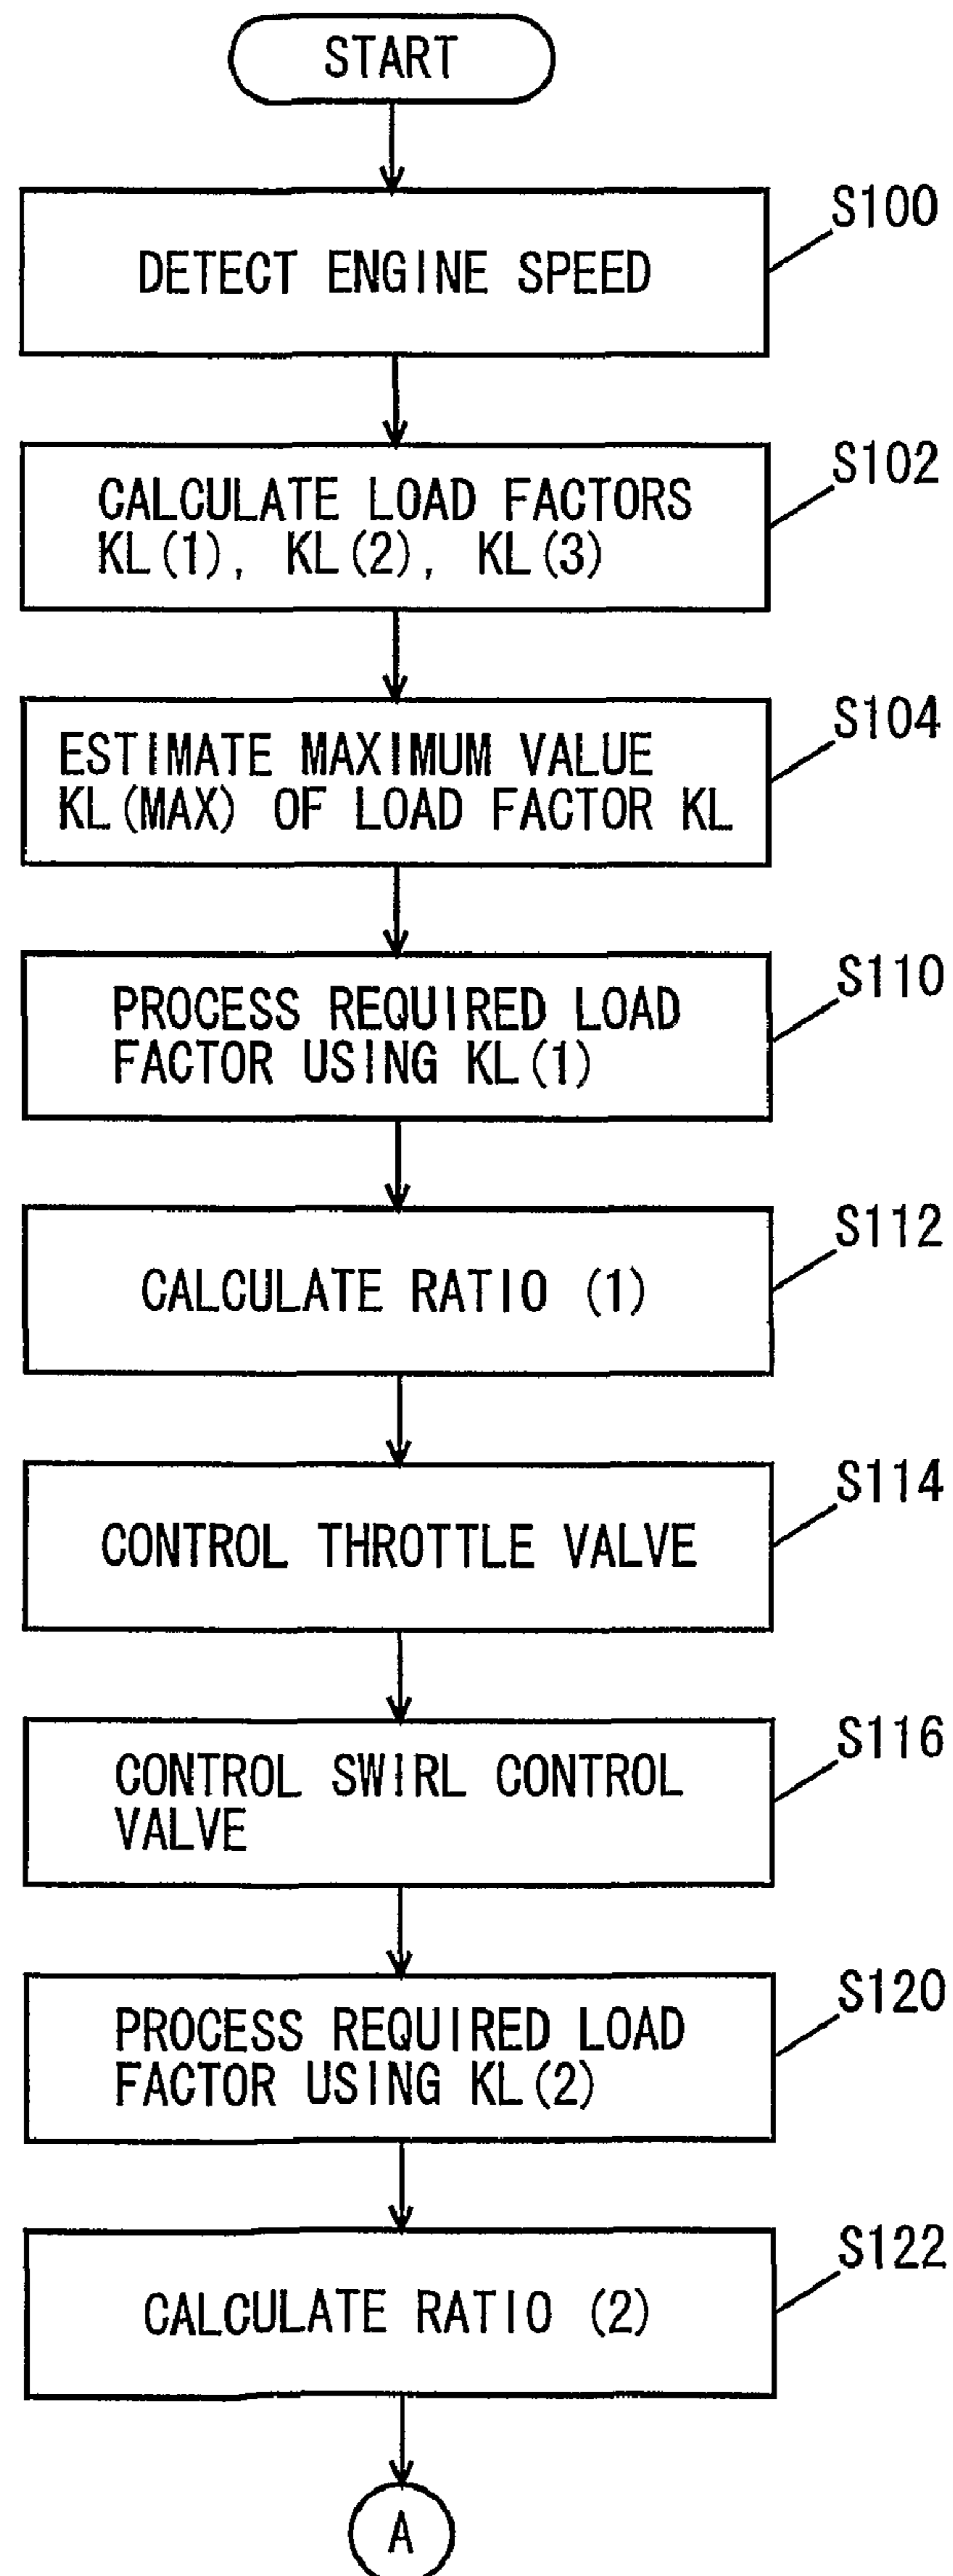 START
S100
DETECT ENGINE SPEED
S102
CALCULATE LOAD FACTORS
KL(1), KL(2), KL(3)
S104
ESTIMATE MAXIMUM VALUE
KL(MAX) OF LOAD FACTOR KL
S110
PROCESS REQUIRED LOAD
FACTOR USING KL(1)
S112
CALCULATE RATIO (1)
S114
CONTROL THROTTLE VALVE
S116
CONTROL SWIRL CONTROL
VALVE
S120
PROCESS REQUIRED LOAD
FACTOR USING KL(2)
S122
CALCULATE RATIO (2)
A